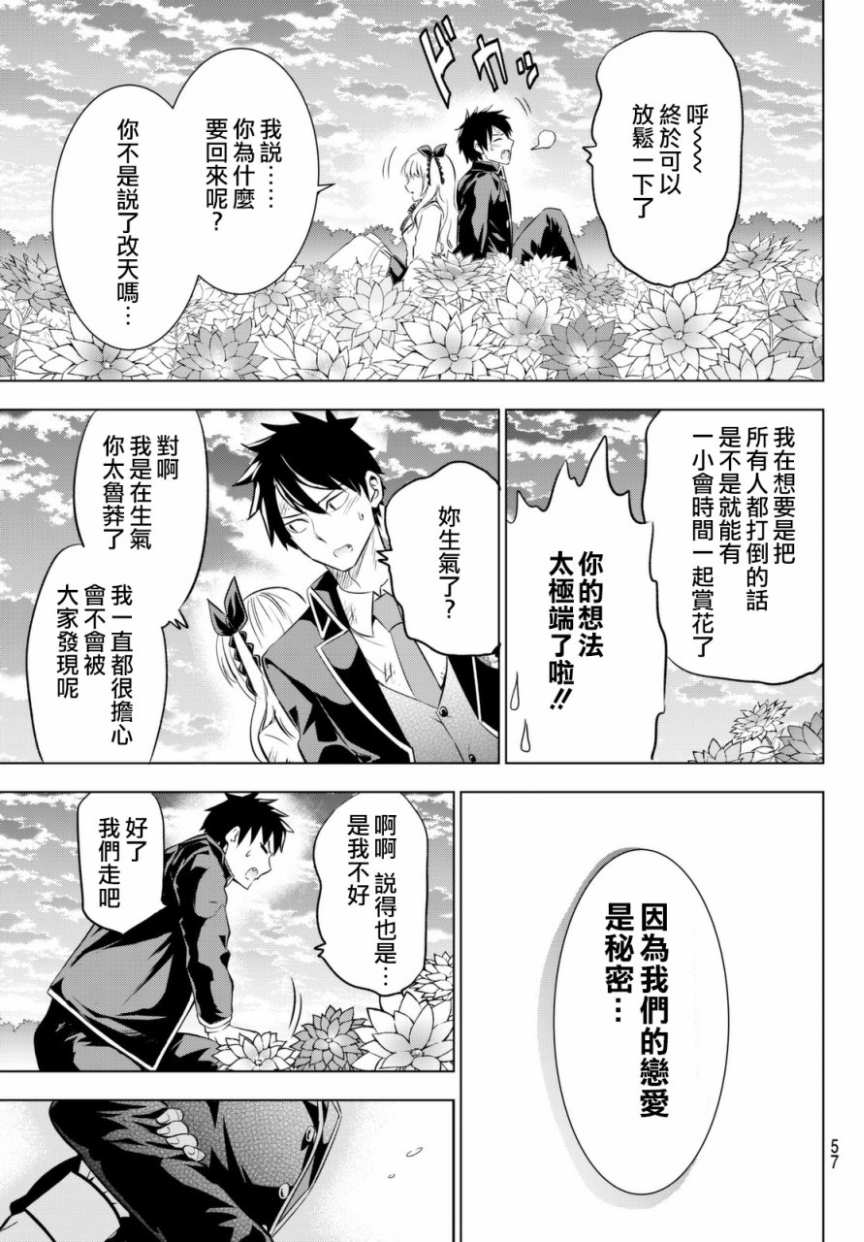 ドカッ
呼～～
終於可以
放鬆一下了
我説……
你為什麼
要回來呢?
你不是説了改天嗎…
我在想要是把
所有人都打倒的話
是不是就能有
一小會時間一起賞花了
你的想法
太極端了啦!!
妳生氣了?
對啊
我是在生氣
你太魯莽了
我一直都很擔心
會不會被
大家發現呢
因為我們的戀愛
是秘密…
啊啊 說得也是…
是我不好
好了
我們走吧
57